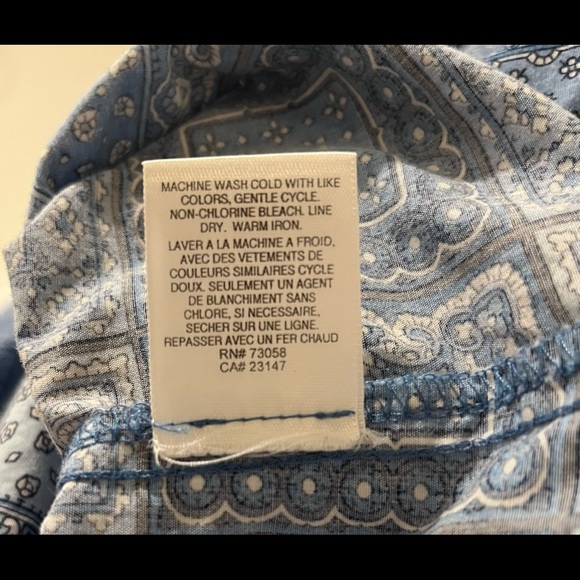 MACHINE WASH COLD WITH LIKE
COLORS, GENTLE CYCLE.
NON-CHLORINE BLEACH. LINE
DRY. WARM IRON.
LAVER A LA MACHINE A FROID,
AVEC DES VETEMENTS DE
COULEURS SIMILAIRES CYCLE
DOUX. SEULEMENT UN AGENT
DE BLANCHIMENT SANS
CHLORE, SI NECESSAIRE,
SECHER SUR UNE LIGNE.
REPASSER AVEC UN FER CHAUD
RN# 73058
CA# 23147